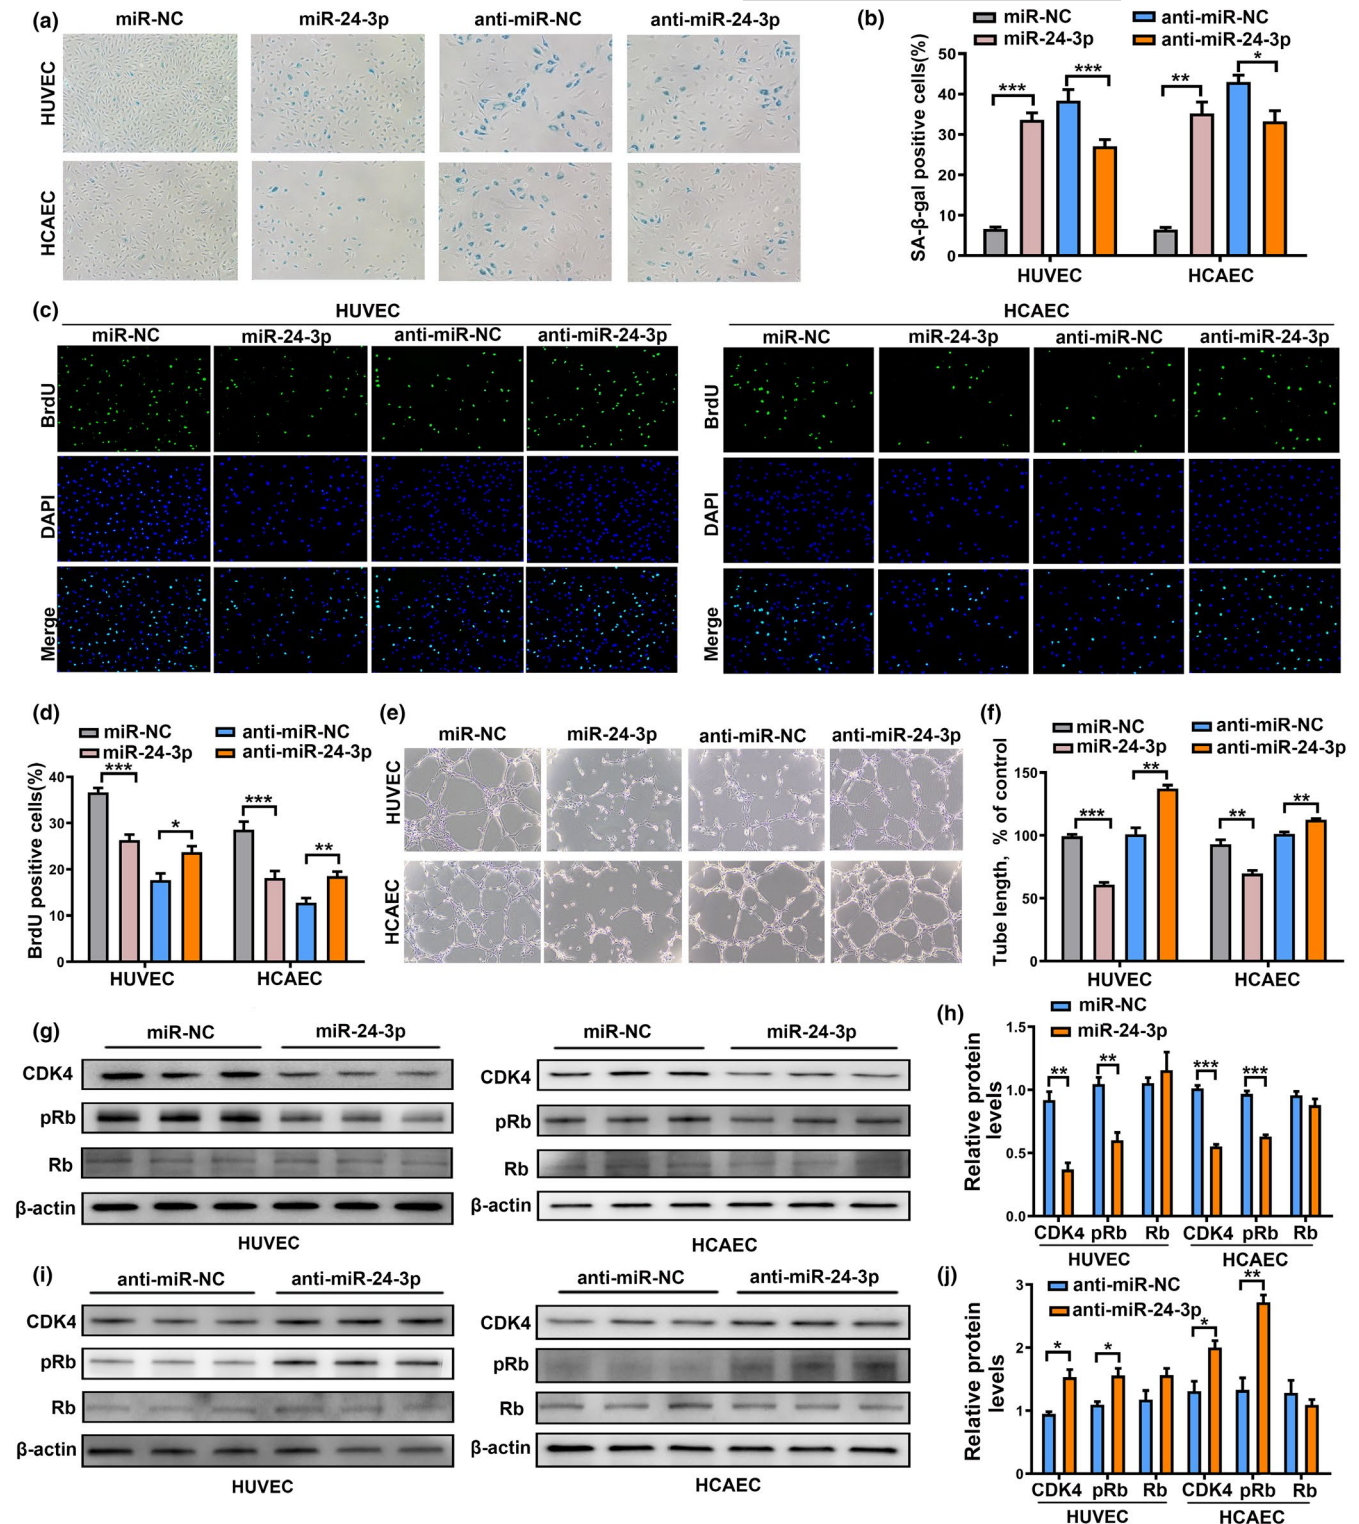 (a)
miR-NC
miR-24-3p
anti-miR-NC
anti-miR-24-3p
HUVEC
HCAEC
(b)
miR-NC
anti-miR-NC
miR-24-3p
anti-miR-24-3p
SA-β-gal positive cells(%)
50
40
30
20
10
0
***
***
**
*
HUVEC
HCAEC
(c)
HUVEC
HCAEC
miR-NC
miR-24-3p
anti-miR-NC
anti-miR-24-3p
miR-NC
miR-24-3p
anti-miR-NC
anti-miR-24-3p
BrdU
DAPI
Merge
BrdU
DAPI
Merge
(d)
miR-NC
anti-miR-NC
miR-24-3p
anti-miR-24-3p
BrdU positive cells(%)
40
30
20
10
0
***
*
***
**
HUVEC
HCAEC
(e)
miR-NC
miR-24-3p
anti-miR-NC
anti-miR-24-3p
HUVEC
HCAEC
(f)
miR-NC
anti-miR-NC
miR-24-3p
anti-miR-24-3p
Tube length, % of control
150
100
50
0
***
**
**
**
HUVEC
HCAEC
(g)
miR-NC
miR-24-3p
CDK4
pRb
Rb
β-actin
HUVEC
miR-NC
miR-24-3p
CDK4
pRb
Rb
β-actin
HCAEC
(h)
miR-NC
miR-24-3p
Relative protein
levels
1.5
1.0
0.5
0.0
**
**
***
***
CDK4 pRb Rb
CDK4 pRb Rb
HUVEC
HCAEC
(i)
anti-miR-NC
anti-miR-24-3p
CDK4
pRb
Rb
β-actin
HUVEC
anti-miR-NC
anti-miR-24-3p
CDK4
pRb
Rb
β-actin
HCAEC
(j)
anti-miR-NC
anti-miR-24-3p
Relative protein
levels
3
2
1
0
*
*
*
**
CDK4 pRb Rb
CDK4 pRb Rb
HUVEC
HCAEC